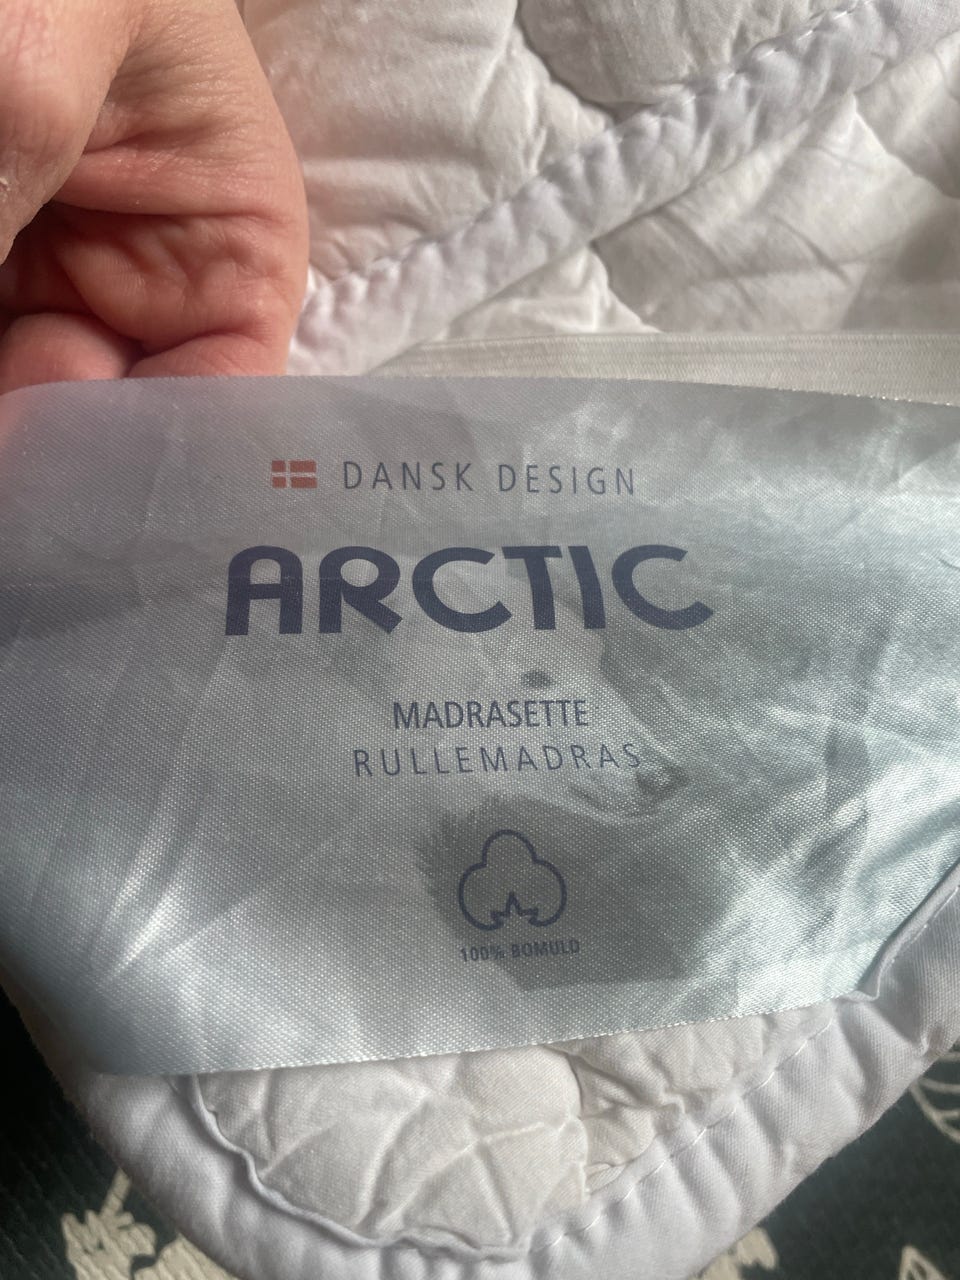 DANSK DESIGN
ARCTIC
MADRASETTE
RULLEMADRAS
100% BOMULD